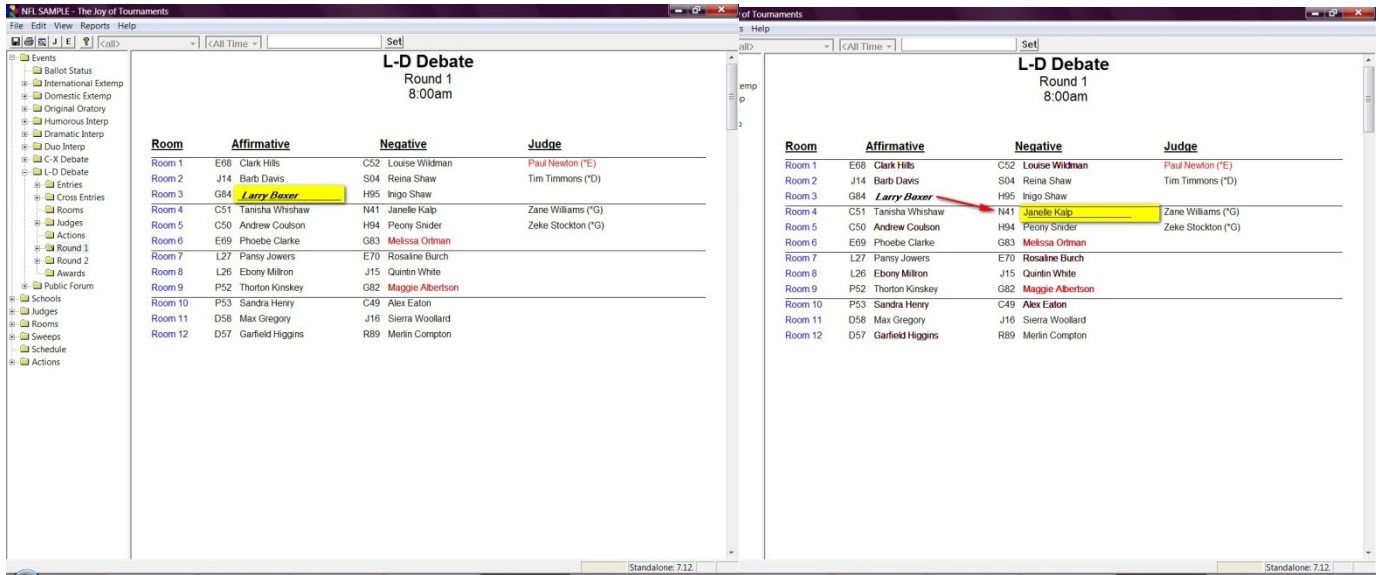 NFL SAMPLE - The Joy of Tournaments
File Edit View Reports Help
J E <all> <All Time Set
Events
Ballot Status
International Extemp
Domestic Extemp
Original Oratory
Humorous Interp
Dramatic Interp
Duo Interp
C-X Debate
L-D Debate
Entries
Cross Entries
Rooms
Judges
Actions
Round 1
Round 2
Awards
Public Forum
Schools
Judges
Rooms
Sweeps
Schedule
Actions
L-D Debate
Round 1
8:00am
Room Affirmative Negative Judge
Room 1 E68 Clark Hills C52 Louise Wildman Paul Newton (*E)
Room 2 J14 Barb Davis S04 Reina Shaw Tim Timmons (*D)
Room 3 G84 Larry Boxer H95 Inigo Shaw
Room 4 C51 Tanisha Whishaw N41 Janelle Kalp Zane Williams (*G)
Room 5 C50 Andrew Coulson H94 Peony Snider Zeke Stockton (*G)
Room 6 E69 Phoebe Clarke G83 Melissa Ortman
Room 7 L27 Pansy Jowers E70 Rosaline Burch
Room 8 L26 Ebony Millron J15 Quintin White
Room 9 P52 Thorton Kinskey G82 Maggie Albertson
Room 10 P53 Sandra Henry C49 Alex Eaton
Room 11 D58 Max Gregory J16 Sierra Woollard
Room 12 D57 Garfield Higgins R89 Merlin Compton
Standalone: 7.12.
of Tournaments
s Help
all> <All Time Set
emp
p
L-D Debate
Round 1
8:00am
Room Affirmative Negative Judge
Room 1 E68 Clark Hills C52 Louise Wildman Paul Newton (*E)
Room 2 J14 Barb Davis S04 Reina Shaw Tim Timmons (*D)
Room 3 G84 Larry Boxer H95 Inigo Shaw
Room 4 C51 Tanisha Whishaw N41 Janelle Kalp Zane Williams (*G)
Room 5 C50 Andrew Coulson H94 Peony Snider Zeke Stockton (*G)
Room 6 E69 Phoebe Clarke G83 Melissa Ortman
Room 7 L27 Pansy Jowers E70 Rosaline Burch
Room 8 L26 Ebony Millron J15 Quintin White
Room 9 P52 Thorton Kinskey G82 Maggie Albertson
Room 10 P53 Sandra Henry C49 Alex Eaton
Room 11 D58 Max Gregory J16 Sierra Woollard
Room 12 D57 Garfield Higgins R89 Merlin Compton
Standalone: 7.12.